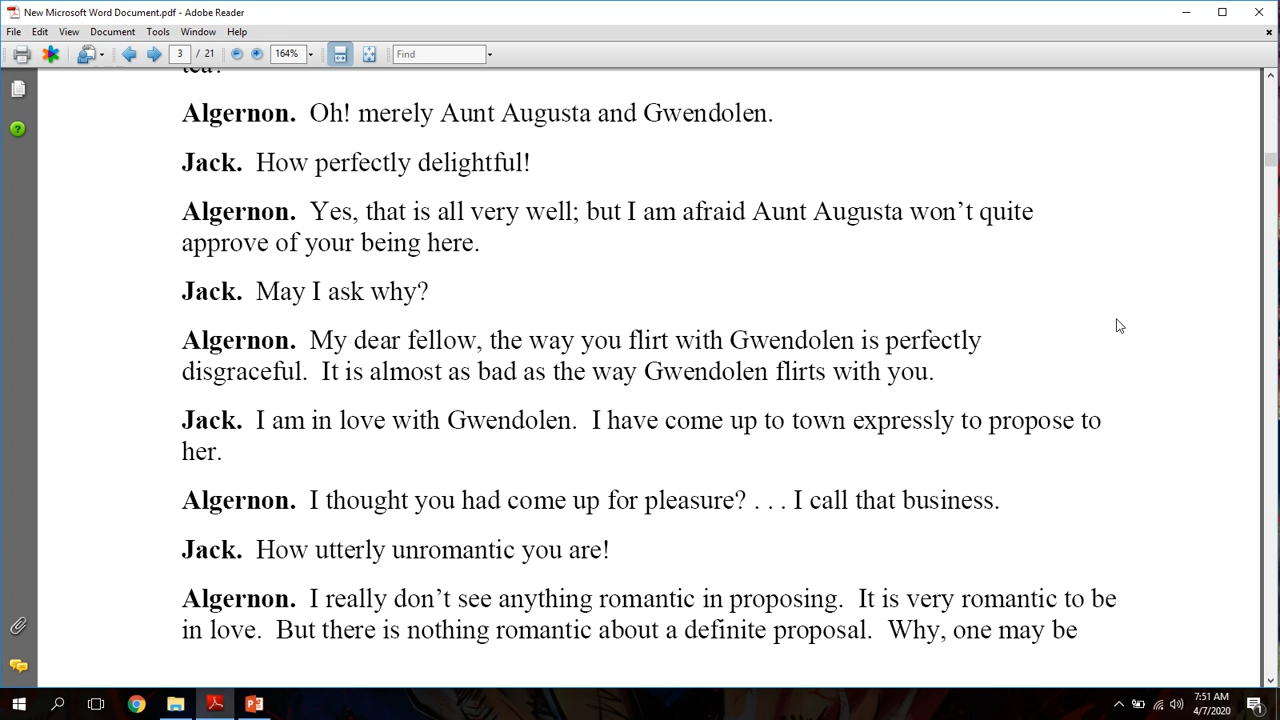 New Microsoft Word Document.pdf - Adobe Reader
File Edit View Document Tools Window Help
3 / 21 164% Find
tea?
Algernon. Oh! merely Aunt Augusta and Gwendolen.
Jack. How perfectly delightful!
Algernon. Yes, that is all very well; but I am afraid Aunt Augusta won’t quite
approve of your being here.
Jack. May I ask why?
Algernon. My dear fellow, the way you flirt with Gwendolen is perfectly
disgraceful. It is almost as bad as the way Gwendolen flirts with you.
Jack. I am in love with Gwendolen. I have come up to town expressly to propose to
her.
Algernon. I thought you had come up for pleasure? . . . I call that business.
Jack. How utterly unromantic you are!
Algernon. I really don’t see anything romantic in proposing. It is very romantic to be
in love. But there is nothing romantic about a definite proposal. Why, one may be
7:51 AM
4/7/2020
1